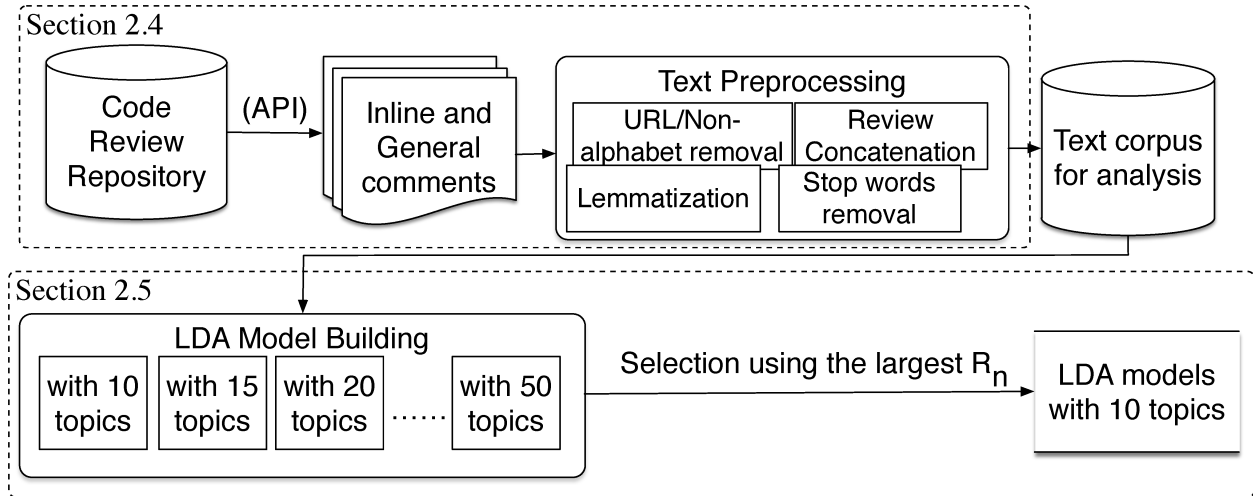 Section 2.4
Code
Review
Repository
(API)
Inline and
General
comments
Text Preprocessing
URL/Non-
alphabet removal
Review
Concatenation
Lemmatization
Stop words
removal
Text corpus
for analysis
Section 2.5
LDA Model Building
with 10
topics
with 15
topics
with 20
topics
......
with 50
topics
Selection using the largest Rn
LDA models
with 10 topics